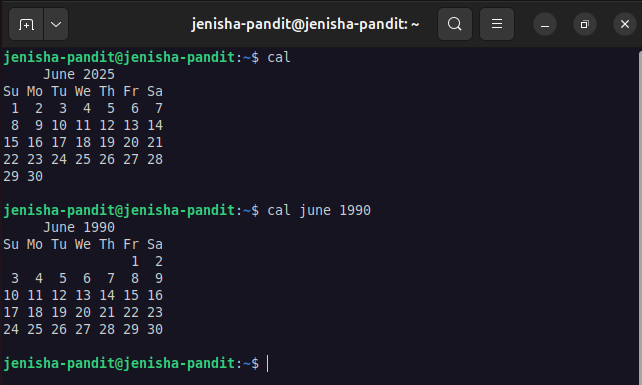 jenisha-pandit@jenisha-pandit: ~
jenisha-pandit@jenisha-pandit:~$ cal
     June 2025
Su Mo Tu We Th Fr Sa
 1  2  3  4  5  6  7
 8  9 10 11 12 13 14
15 16 17 18 19 20 21
22 23 24 25 26 27 28
29 30
jenisha-pandit@jenisha-pandit:~$ cal june 1990
     June 1990
Su Mo Tu We Th Fr Sa
                1  2
 3  4  5  6  7  8  9
10 11 12 13 14 15 16
17 18 19 20 21 22 23
24 25 26 27 28 29 30
jenisha-pandit@jenisha-pandit:~$